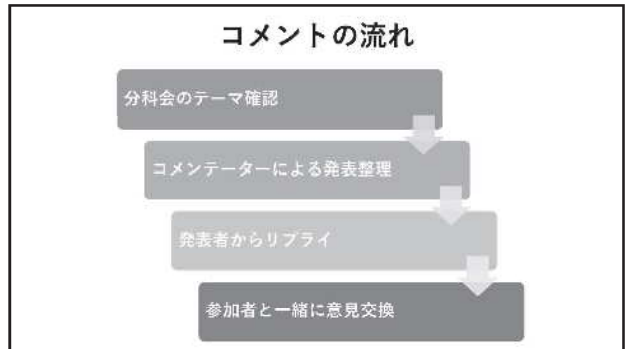 コメントの流れ
分科会のテーマ確認
コメンテーターによる発表整理
発表者からリプライ
参加者と一緒に意見交換